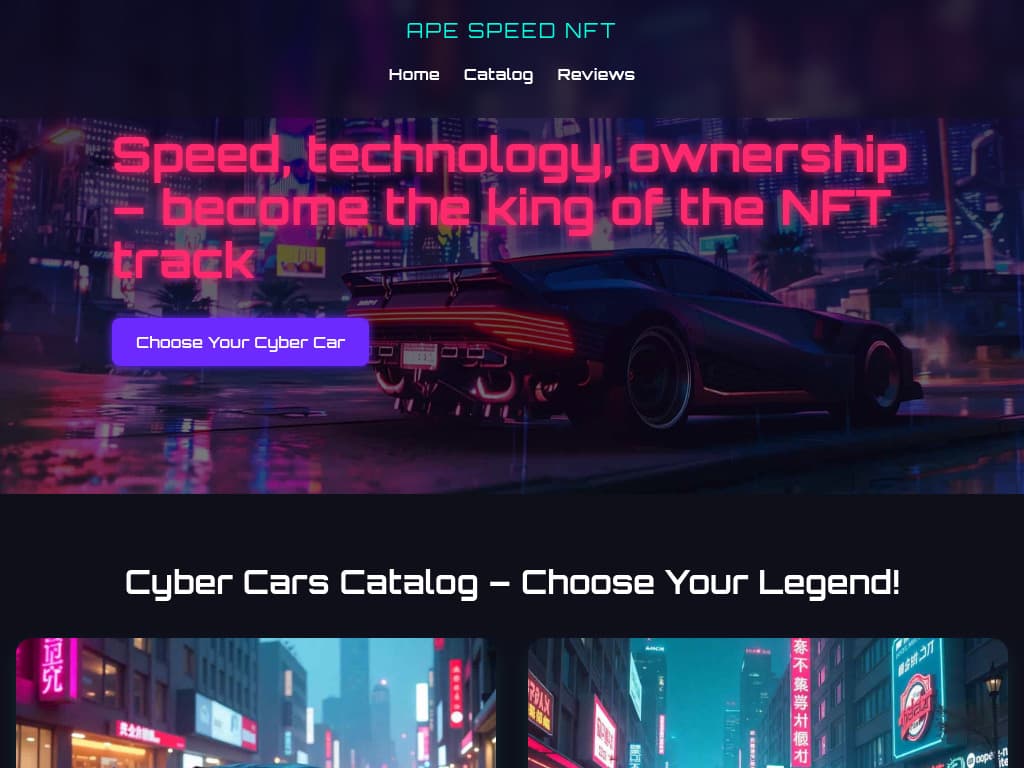 APE SPEED NFT
Home Catalog Reviews
Speed, technology, ownership
– become the king of the NFT
track
Choose Your Cyber Car
Cyber Cars Catalog – Choose Your Legend!